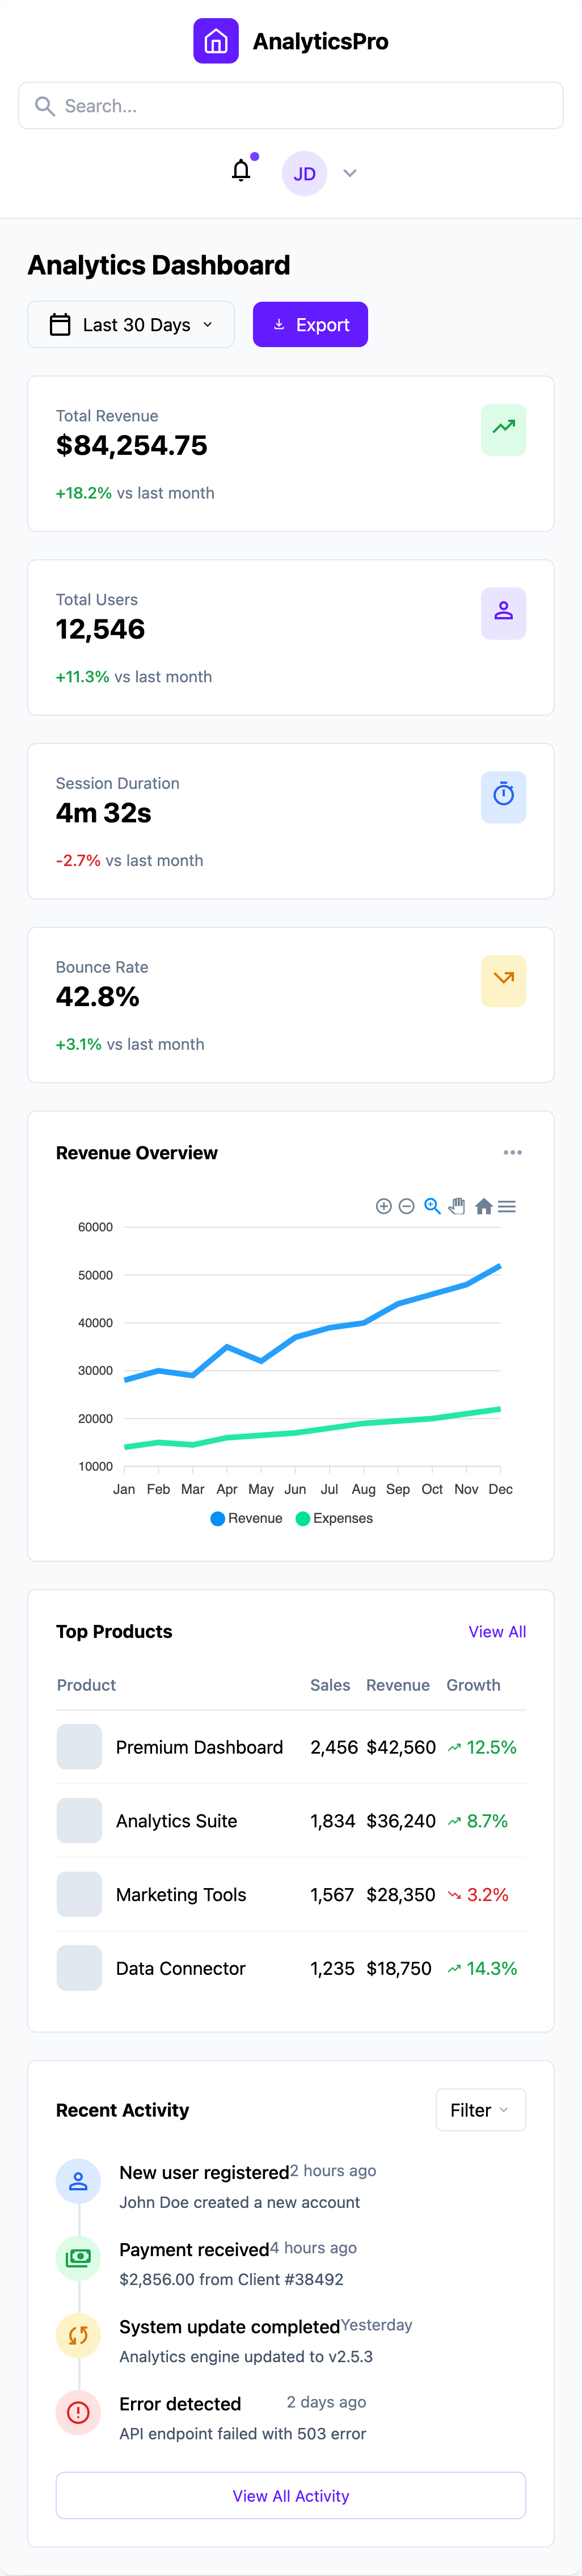 AnalyticsPro
Search...
JD
Analytics Dashboard
Last 30 Days
Export
Total Revenue
$84,254.75
+18.2% vs last month
Total Users
12,546
+11.3% vs last month
Session Duration
4m 32s
-2.7% vs last month
Bounce Rate
42.8%
+3.1% vs last month
Revenue Overview
60000
50000
40000
30000
20000
10000
Jan Feb Mar Apr May Jun Jul Aug Sep Oct Nov Dec
Revenue Expenses
Top Products View All
Product Sales Revenue Growth
Premium Dashboard 2,456 $42,560 12.5%
Analytics Suite 1,834 $36,240 8.7%
Marketing Tools 1,567 $28,350 3.2%
Data Connector 1,235 $18,750 14.3%
Recent Activity Filter
New user registered 2 hours ago
John Doe created a new account
Payment received 4 hours ago
$2,856.00 from Client #38492
System update completed Yesterday
Analytics engine updated to v2.5.3
Error detected 2 days ago
API endpoint failed with 503 error
View All Activity